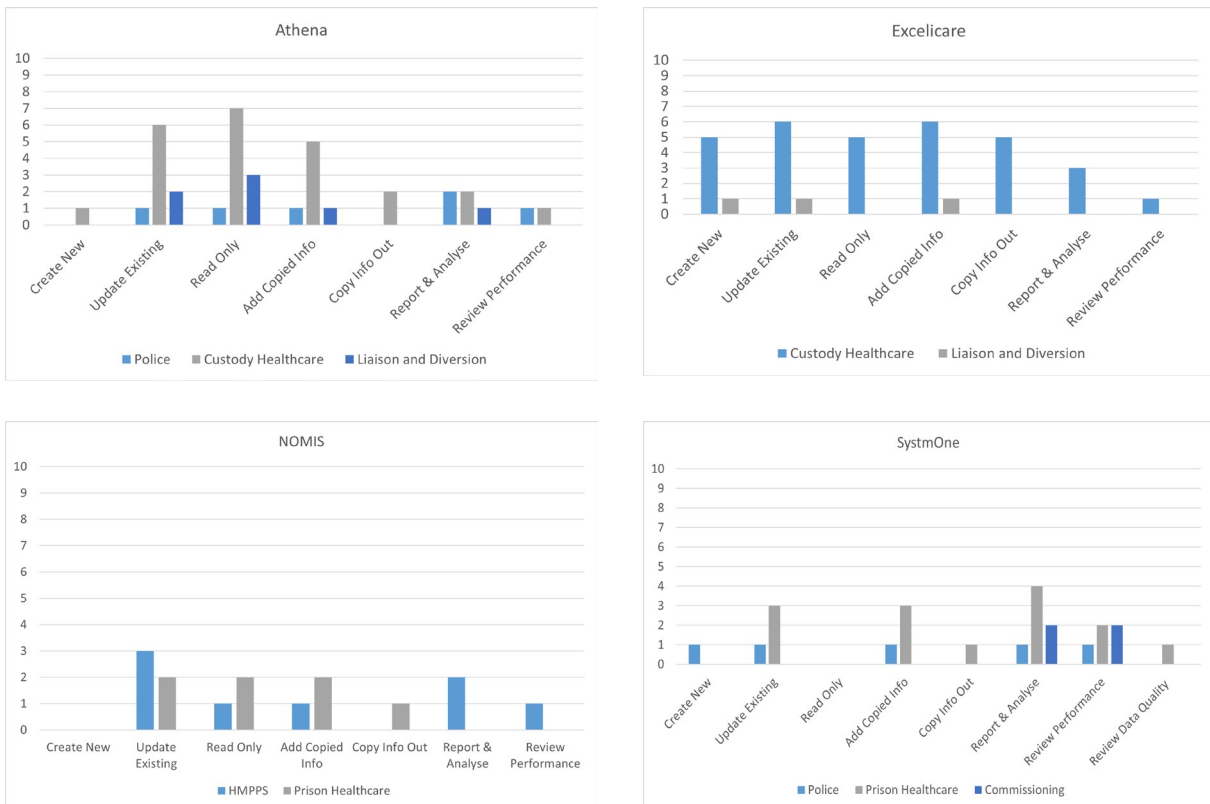 Athena
10
9
8
7
6
5
4
3
2
1
0
Create New
Update Existing
Read Only
Add Copied Info
Copy Info Out
Report & Analyse
Review Performance
Police Custody Healthcare Liaison and Diversion
Excelicare
10
9
8
7
6
5
4
3
2
1
0
Create New
Update Existing
Read Only
Add Copied Info
Copy Info Out
Report & Analyse
Review Performance
Custody Healthcare Liaison and Diversion
NOMIS
10
9
8
7
6
5
4
3
2
1
0
Create New
Update
Existing
Read Only
Add Copied
Info
Copy Info Out
Report &
Analyse
Review
Performance
HMPPS Prison Healthcare
SystmOne
10
9
8
7
6
5
4
3
2
1
0
Create New
Update Existing
Read Only
Add Copied Info
Copy Info Out
Report & Analyse
Review Performance
Review Data Quality
Police Prison Healthcare Commissioning